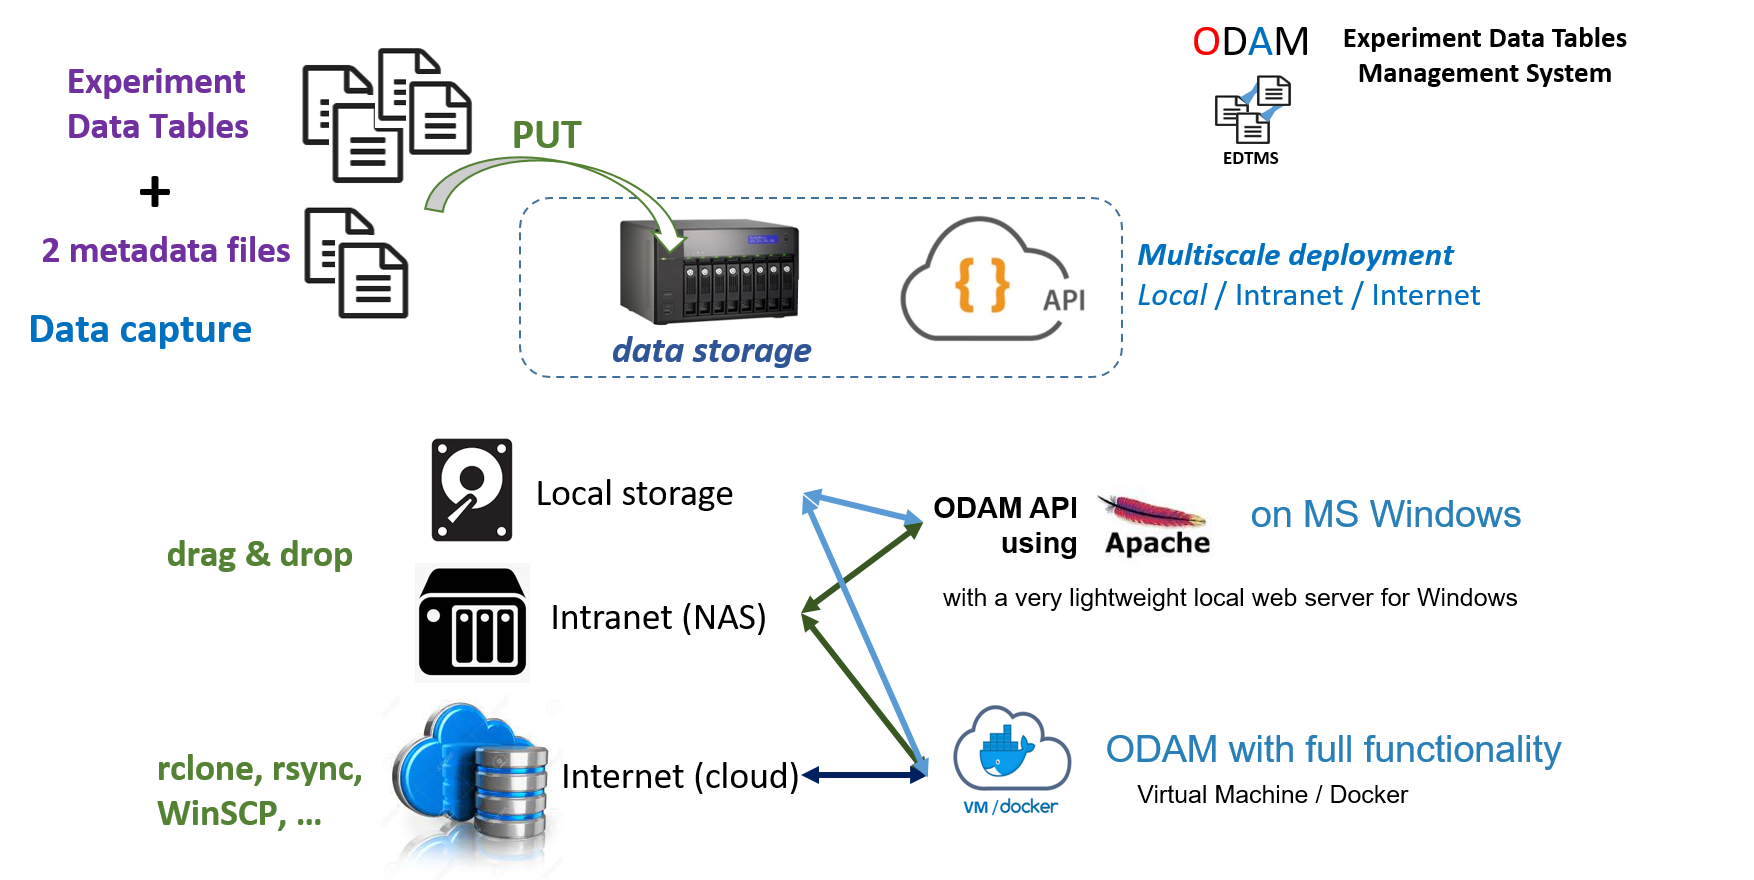 ODAM
Experiment Data Tables
Management System
EDTMS
Experiment
Data Tables
+
2 metadata files
Data capture
PUT
data storage
{ }
API
Multiscale deployment
Local / Intranet / Internet
drag & drop
Local storage
Intranet (NAS)
rclone, rsync,
WinSCP, ...
Internet (cloud)
ODAM API
using
Apache
on MS Windows
with a very lightweight local web server for Windows
VM /docker
ODAM with full functionality
Virtual Machine / Docker